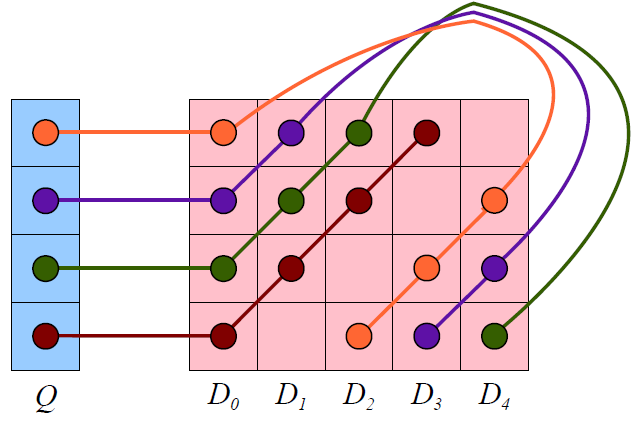 Q D₀ D₁ D₂ D₃ D₄